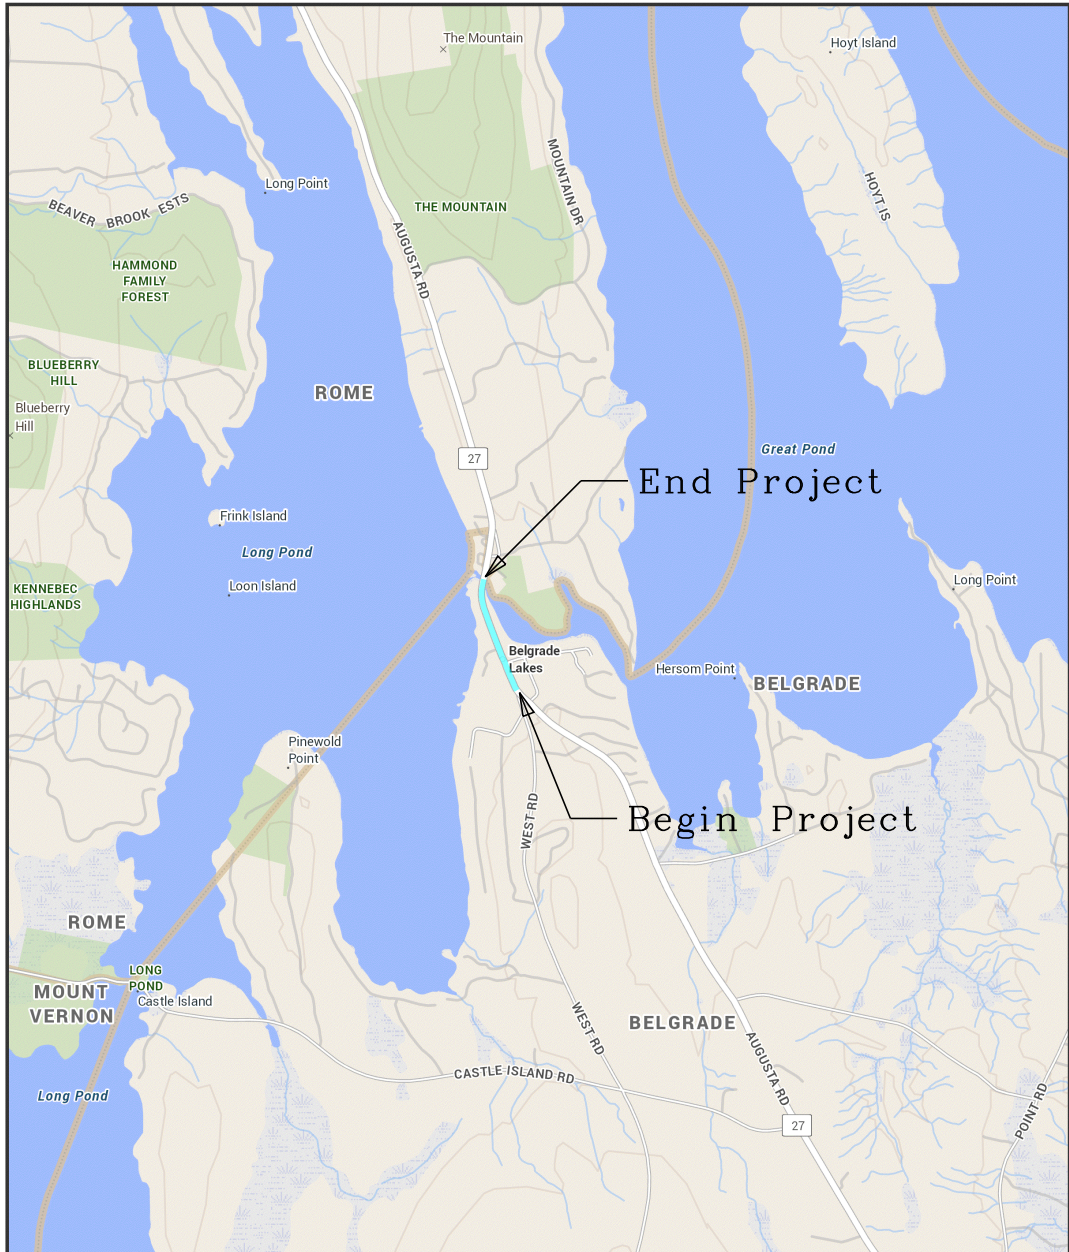 The Mountain
Hoyt Island
MOUNTAIN DR
Long Point
HOYT IS
BEAVER BROOK ESTS
THE MOUNTAIN
AUGUSTA RD
HAMMOND
FAMILY
FOREST
BLUEBERRY
HILL
ROME
Blueberry
Hill
Great Pond
27
End Project
Frink Island
Long Pond
Loon Island
Long Point
KENNEBEC
HIGHLANDS
Belgrade
Lakes
Hersom Point
BELGRADE
Pinewold
Point
WEST RD
Begin Project
ROME
LONG
POND
MOUNT
VERNON
Castle Island
WEST RD
BELGRADE
AUGUSTA RD
CASTLE ISLAND RD
Long Pond
POINT RD
27